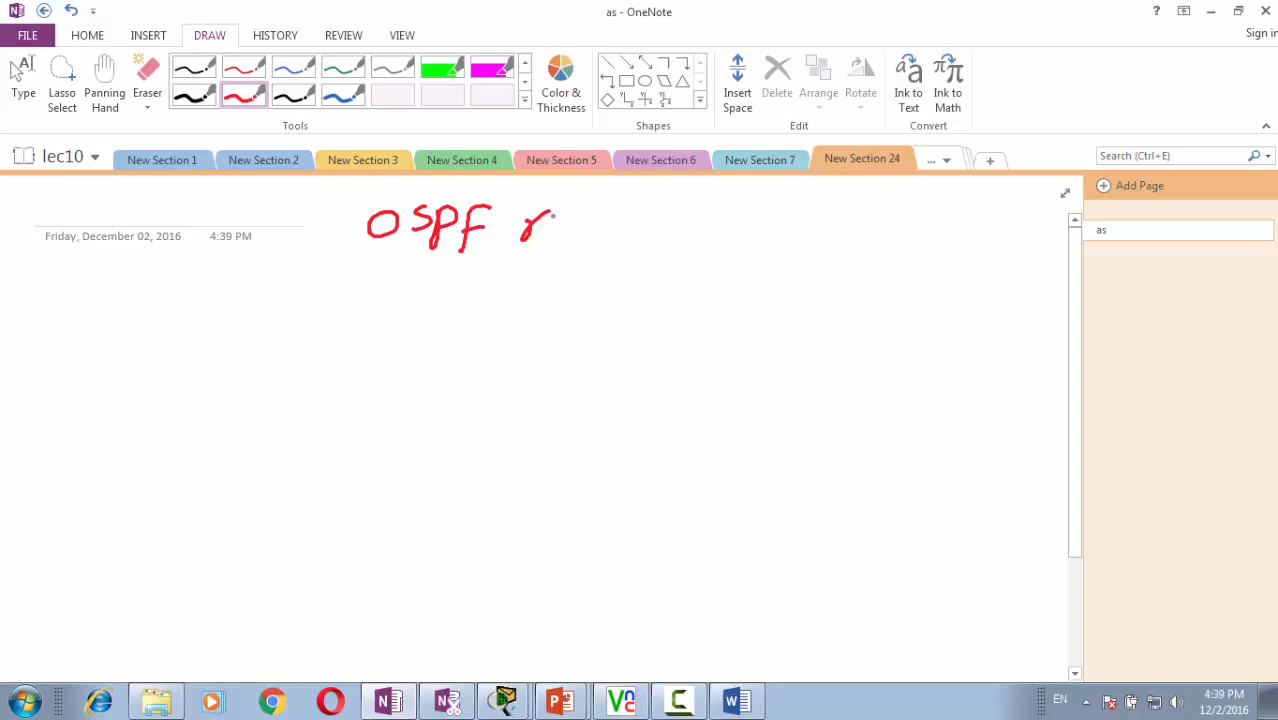 as - OneNote
? Sign in
FILE HOME INSERT DRAW HISTORY REVIEW VIEW
Type
Lasso Select
Panning Hand
Eraser
Color & Thickness
Insert Space
Delete
Arrange
Rotate
Ink to Text
Ink to Math
Tools Shapes Edit Convert
lec10 New Section 1 New Section 2 New Section 3 New Section 4 New Section 5 New Section 6 New Section 7 New Section 24 ... + Search (Ctrl+E)
Add Page
OSPF r
Friday, December 02, 2016 4:39 PM
as
EN 4:39 PM
12/2/2016